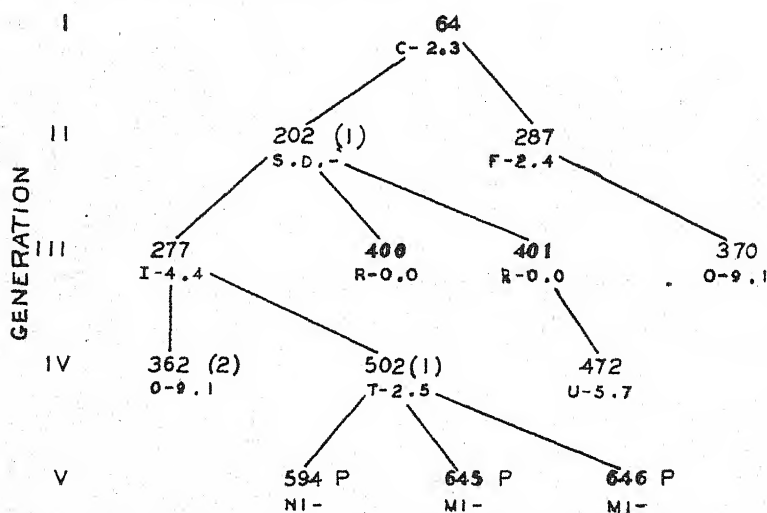 I 64
C-2.3
II 202 (1) 287
S.D.- F-2.4
GENERATION
III 277 400 401 370
I-4.4 R-0.0 R-0.0 O-9.1
IV 362 (2) 502(1) 472
O-9.1 T-2.5 U-5.7
V 594 P 645 P 646 P
NI- MI- MI-